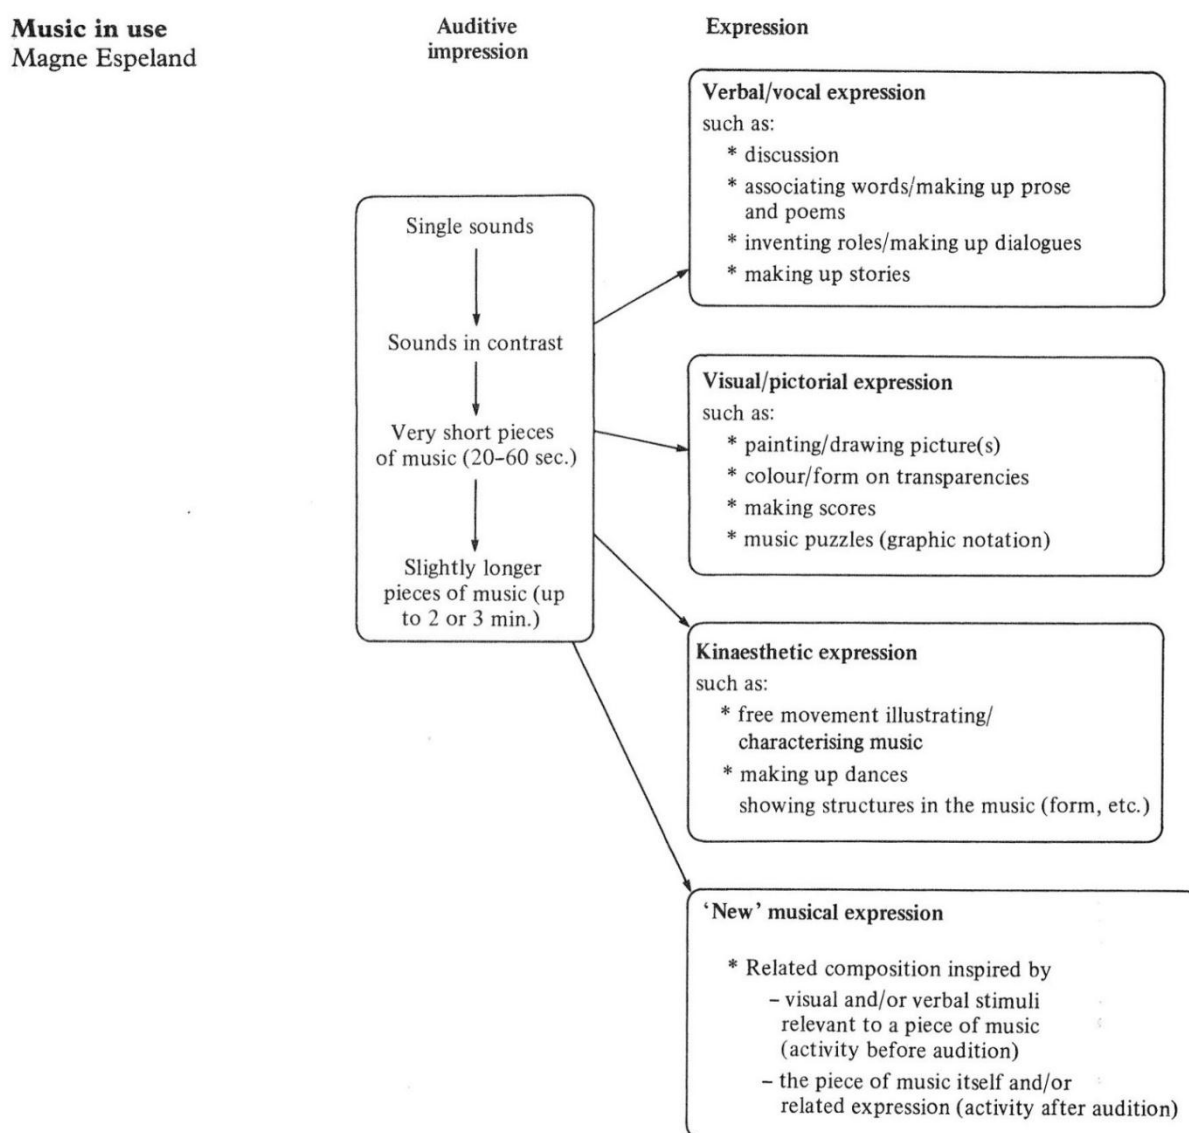 Music in use
Magne Espeland
Auditive
impression
Expression
Single sounds
Sounds in contrast
Very short pieces
of music (20–60 sec.)
Slightly longer
pieces of music (up
to 2 or 3 min.)
Verbal/vocal expression
such as:
* discussion
* associating words/making up prose
and poems
* inventing roles/making up dialogues
* making up stories
Visual/pictorial expression
such as:
* painting/drawing picture(s)
* colour/form on transparencies
* making scores
* music puzzles (graphic notation)
Kinaesthetic expression
such as:
* free movement illustrating/
characterising music
* making up dances
showing structures in the music (form, etc.)
‘New’ musical expression
* Related composition inspired by
– visual and/or verbal stimuli
relevant to a piece of music
(activity before audition)
– the piece of music itself and/or
related expression (activity after audition)